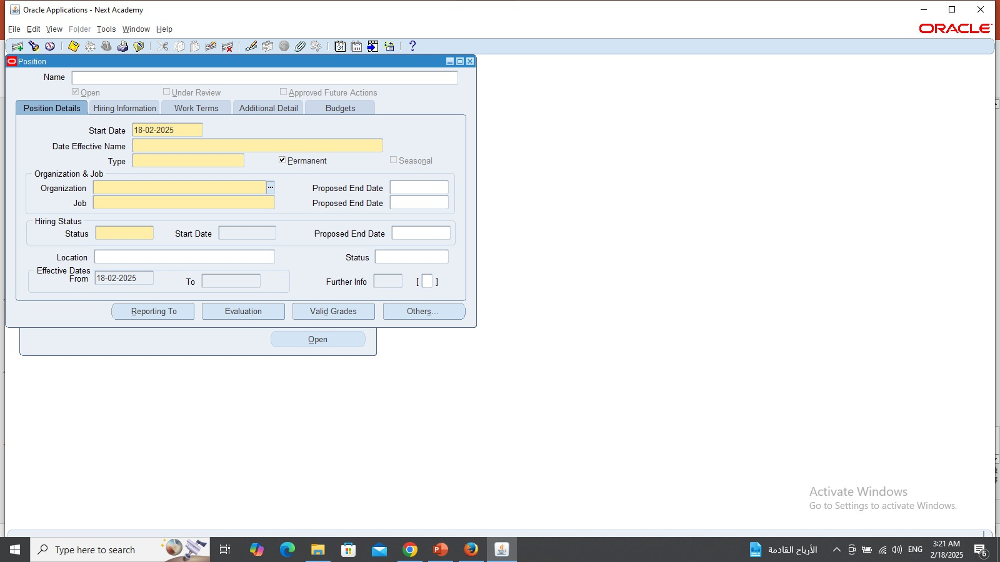 Oracle Applications - Next Academy
File Edit View Folder Tools Window Help
ORACLE
31
?
Position
Name
Open Under Review Approved Future Actions
Position Details Hiring Information Work Terms Additional Detail Budgets
Start Date 18-02-2025
Date Effective Name
Type Permanent Seasonal
Organization & Job
Organization ... Proposed End Date
Job Proposed End Date
Hiring Status
Status Start Date Proposed End Date
Location Status
Effective Dates
From 18-02-2025 To Further Info [ ]
Reporting To Evaluation Valid Grades Others...
Open
Activate Windows
Go to Settings to activate Windows.
Type here to search
الأرباح القادمة
ENG
3:21 AM
2/18/2025
6